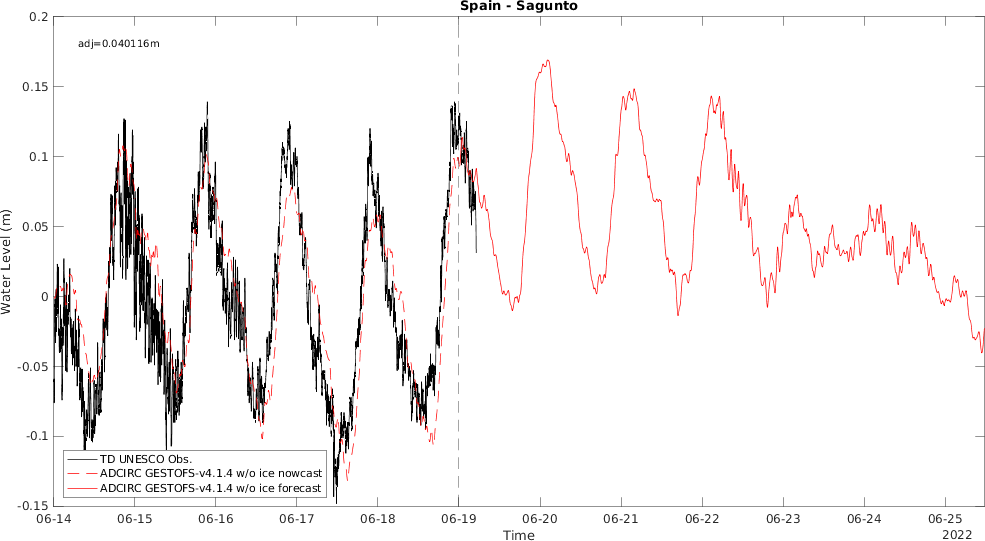 Spain - Sagunto
adj=0.040116m
Water Level (m)
0.2
0.15
0.1
0.05
0
-0.05
-0.1
-0.15
TD UNESCO Obs.
ADCIRC GESTOFS-v4.1.4 w/o ice nowcast
ADCIRC GESTOFS-v4.1.4 w/o ice forecast
06-14 06-15 06-16 06-17 06-18 06-19 06-20 06-21 06-22 06-23 06-24 06-25
Time
2022